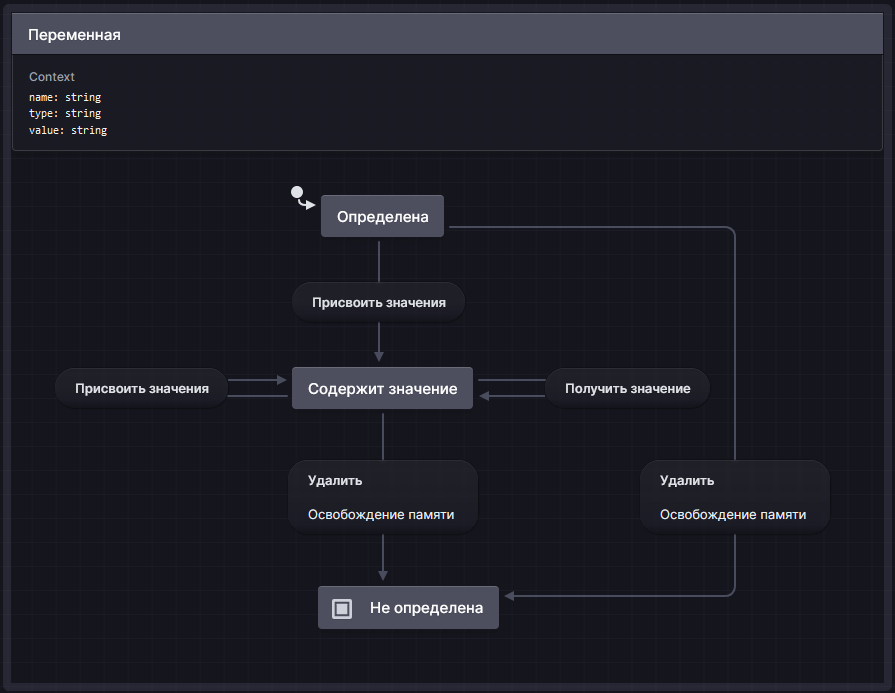 Переменная
Context
name: string
type: string
value: string
Определена
Присвоить значения
Присвоить значения
Содержит значение
Получить значение
Удалить
Освобождение памяти
Удалить
Освобождение памяти
Не определена